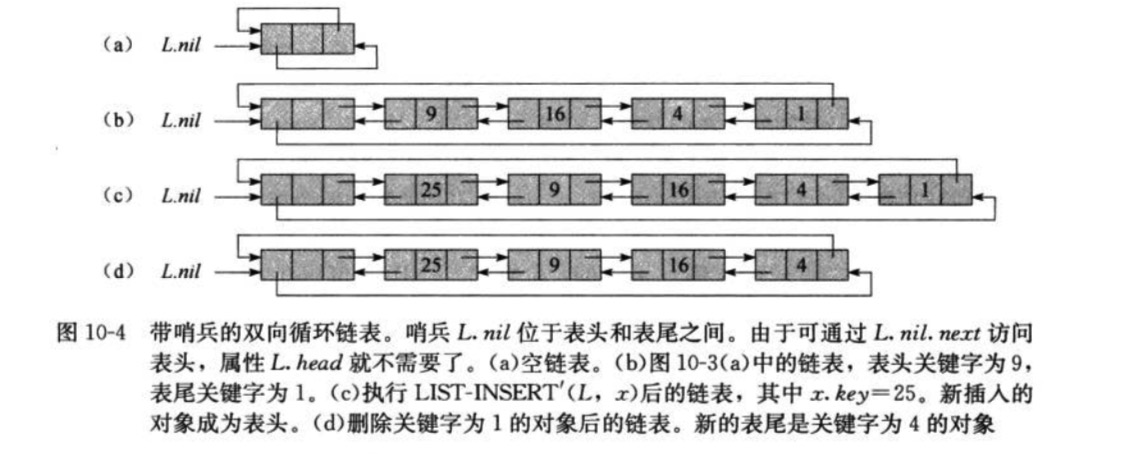 (a) L.nil
(b) L.nil 9 16 4 1
(c) L.nil 25 9 16 4 1
(d) L.nil 25 9 16 4
图 10-4 带哨兵的双向循环链表。哨兵 L. nil 位于表头和表尾之间。由于可通过 L. nil. next 访问
表头，属性 L. head 就不需要了。(a)空链表。(b)图 10-3(a)中的链表，表头关键字为 9，
表尾关键字为 1。(c)执行 LIST-INSERT′(L, x)后的链表，其中 x. key=25。新插入的
对象成为表头。(d)删除关键字为 1 的对象后的链表。新的表尾是关键字为 4 的对象